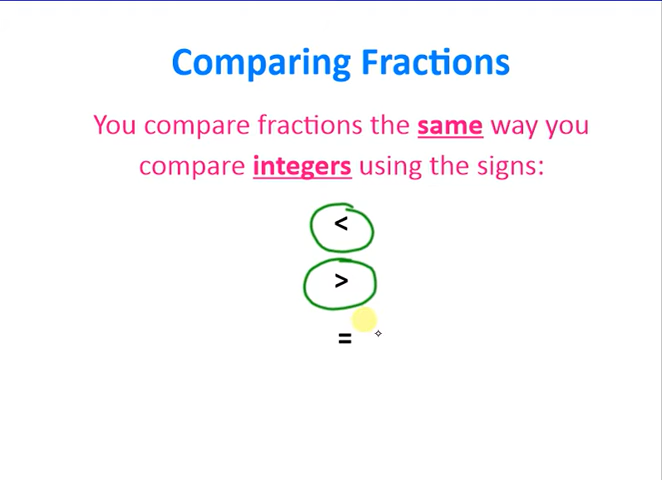 Comparing Fractions
You compare fractions the same way you
compare integers using the signs:
<
>
=